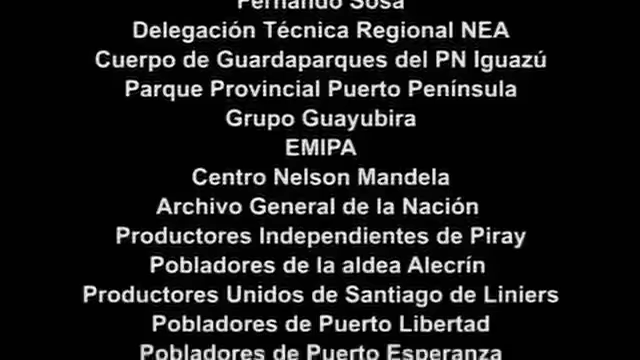 Fernando Sosa
Delegación Técnica Regional NEA
Cuerpo de Guardaparques del PN Iguazú
Parque Provincial Puerto Península
Grupo Guayubira
EMIPA
Centro Nelson Mandela
Archivo General de la Nación
Productores Independientes de Piray
Pobladores de la aldea Alecrín
Productores Unidos de Santiago de Liniers
Pobladores de Puerto Libertad
Pobladores de Puerto Esperanza